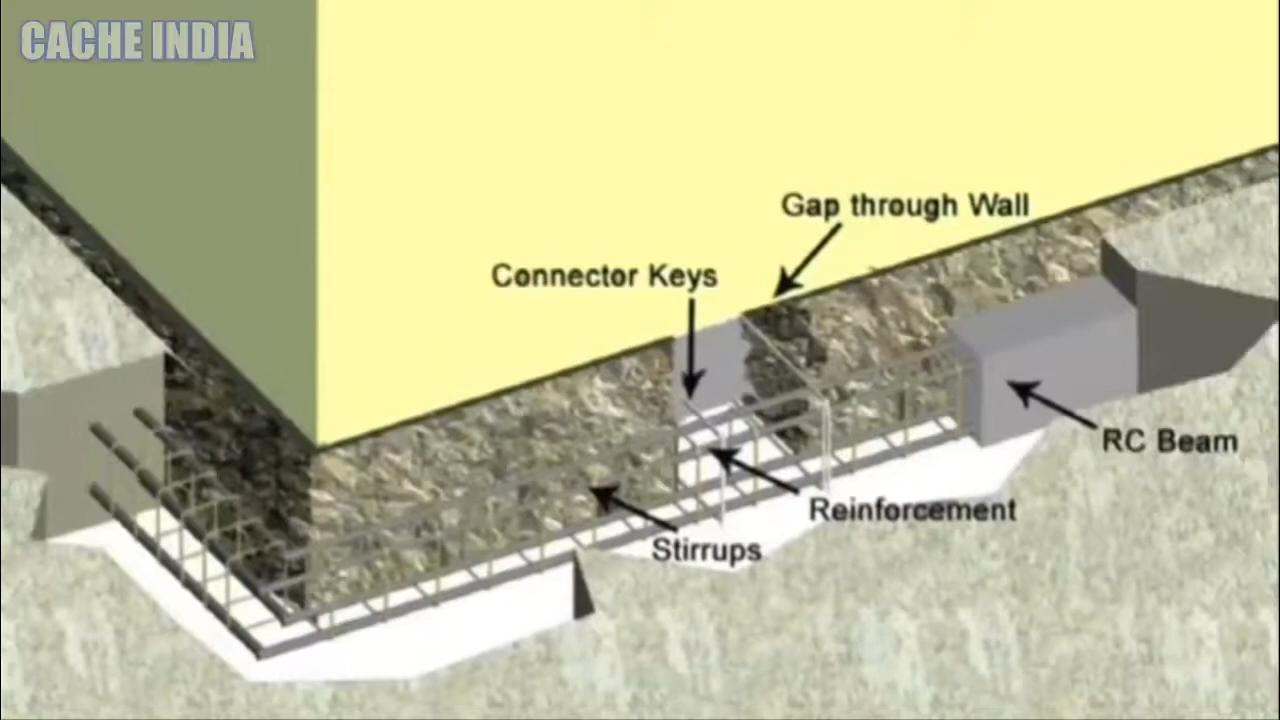 CACHE INDIA
Gap through Wall
Connector Keys
RC Beam
Reinforcement
Stirrups